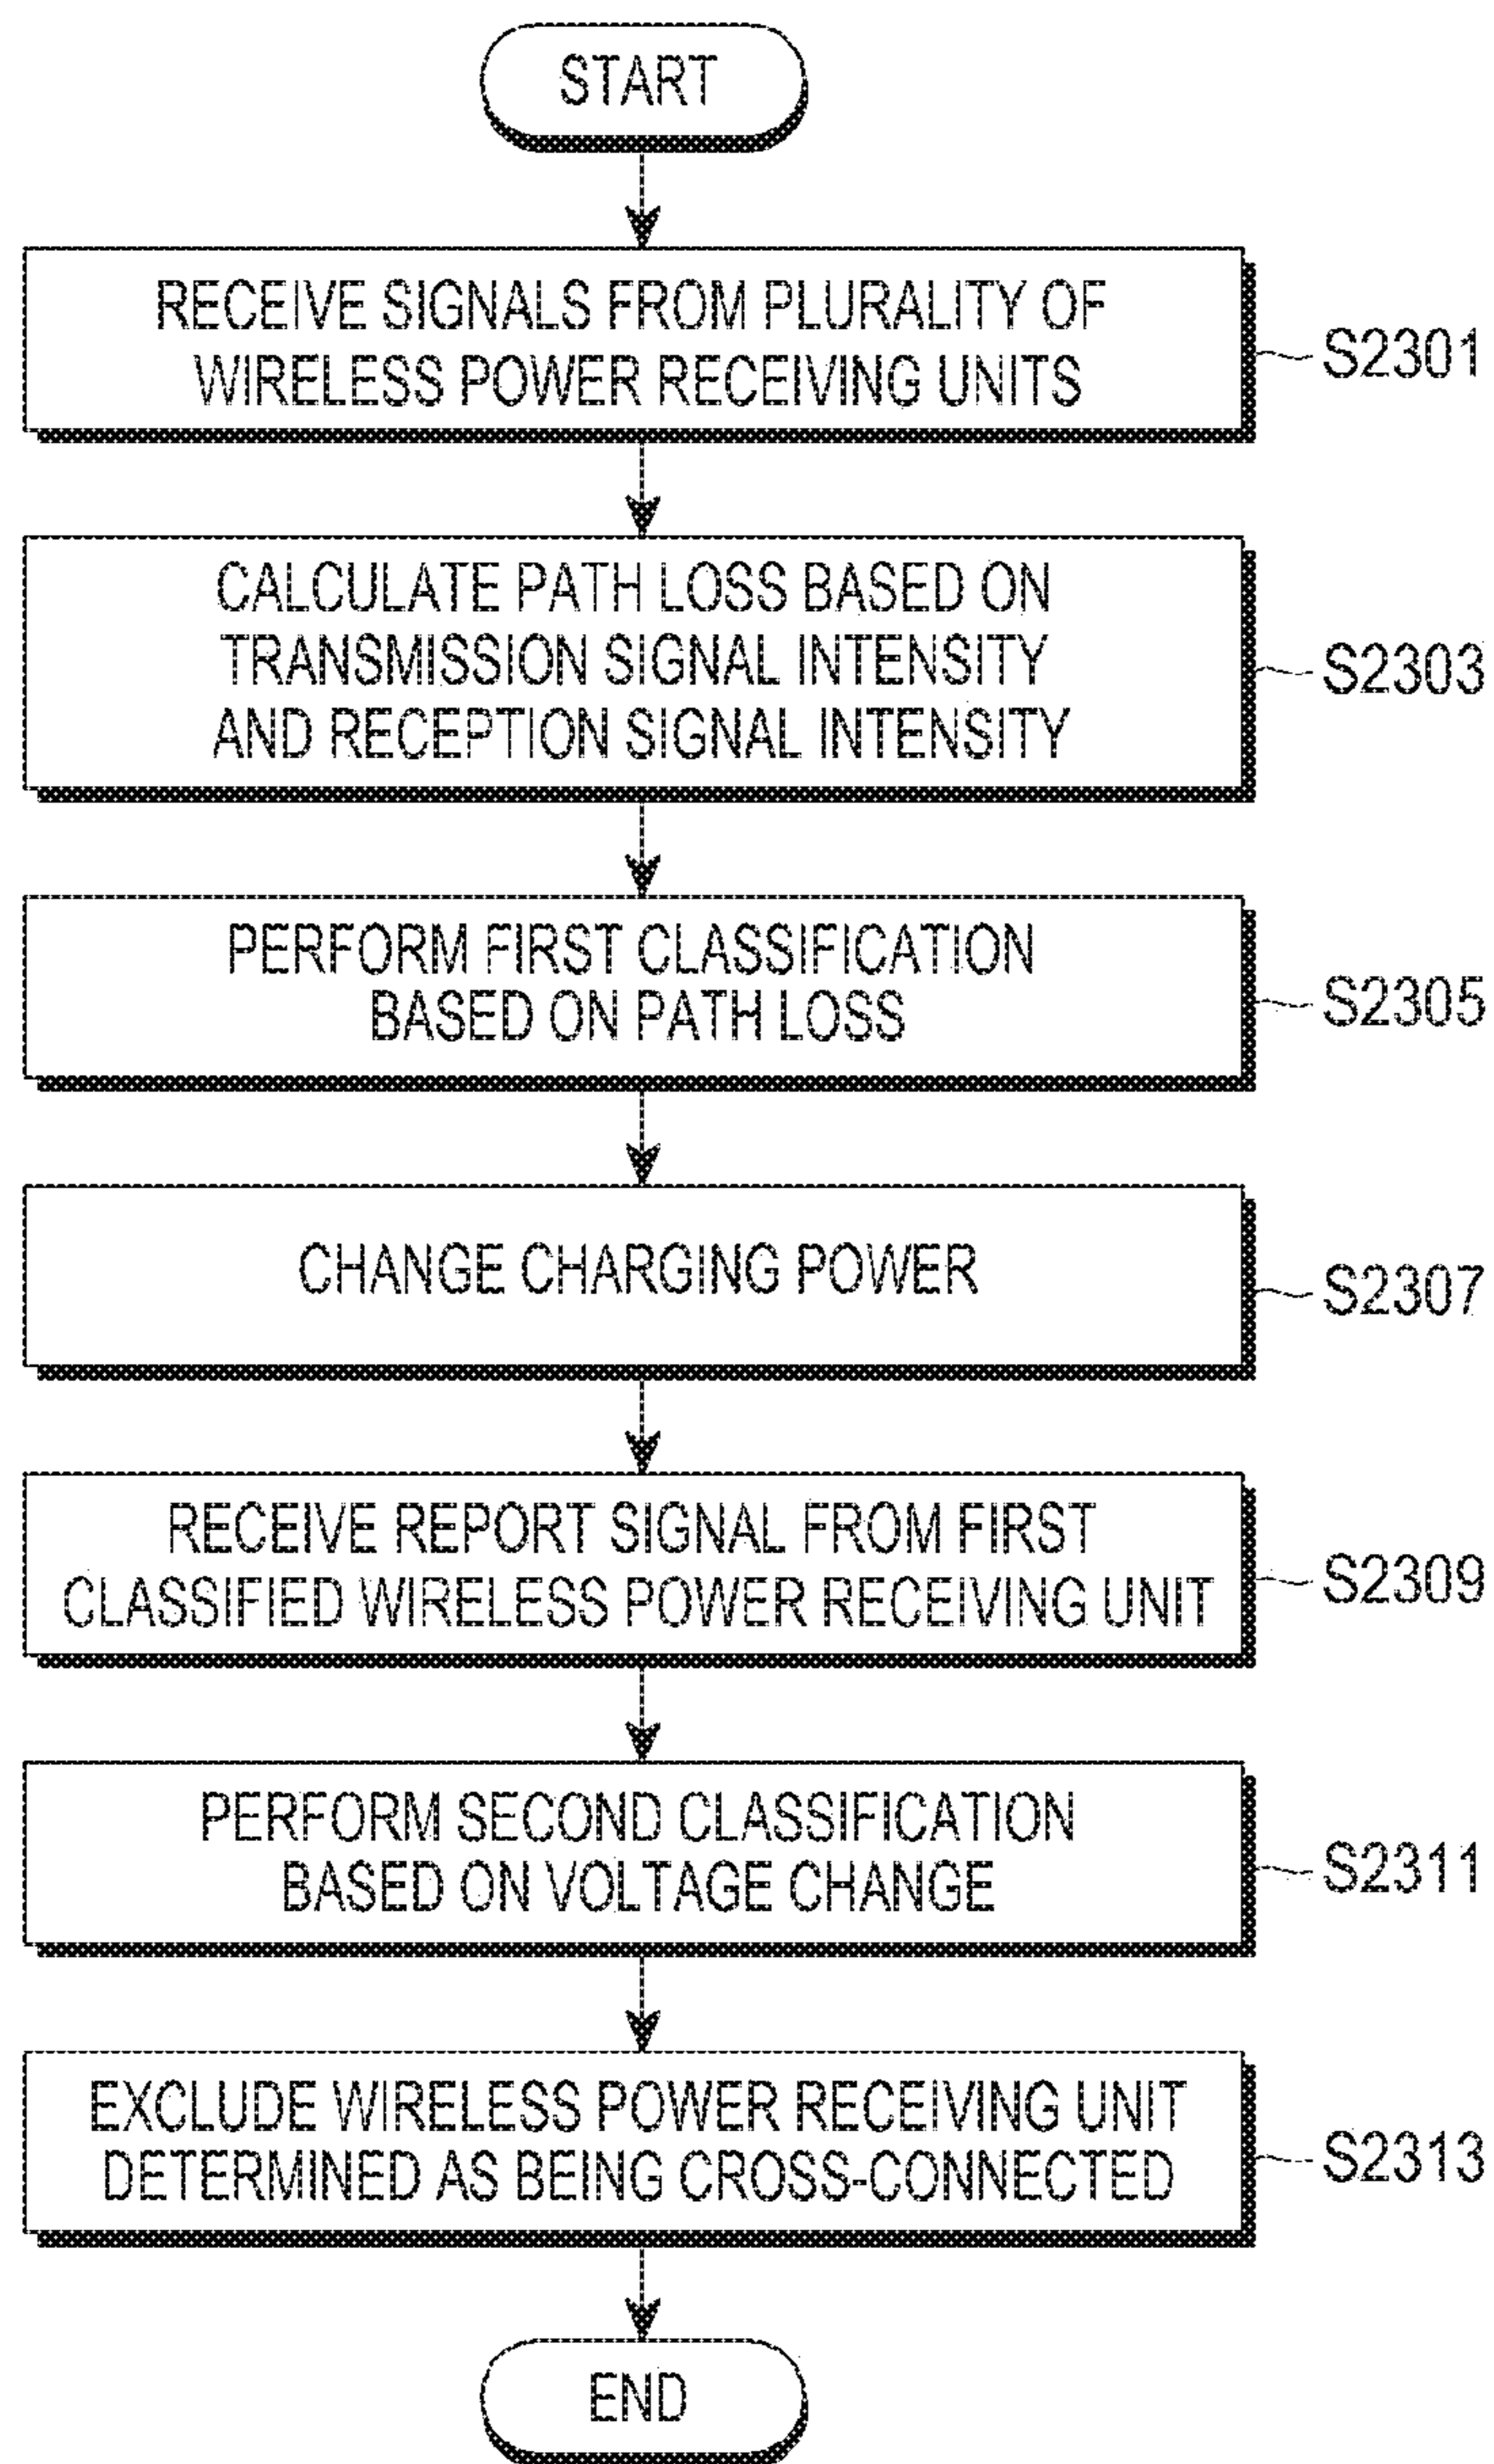 START
RECEIVE SIGNALS FROM PLURALITY OF
WIRELESS POWER RECEIVING UNITS
S2301
CALCULATE PATH LOSS BASED ON
TRANSMISSION SIGNAL INTENSITY
AND RECEPTION SIGNAL INTENSITY
S2303
PERFORM FIRST CLASSIFICATION
BASED ON PATH LOSS
S2305
CHANGE CHARGING POWER
S2307
RECEIVE REPORT SIGNAL FROM FIRST
CLASSIFIED WIRELESS POWER RECEIVING UNIT
S2309
PERFORM SECOND CLASSIFICATION
BASED ON VOLTAGE CHANGE
S2311
EXCLUDE WIRELESS POWER RECEIVING UNIT
DETERMINED AS BEING CROSS-CONNECTED
S2313
END